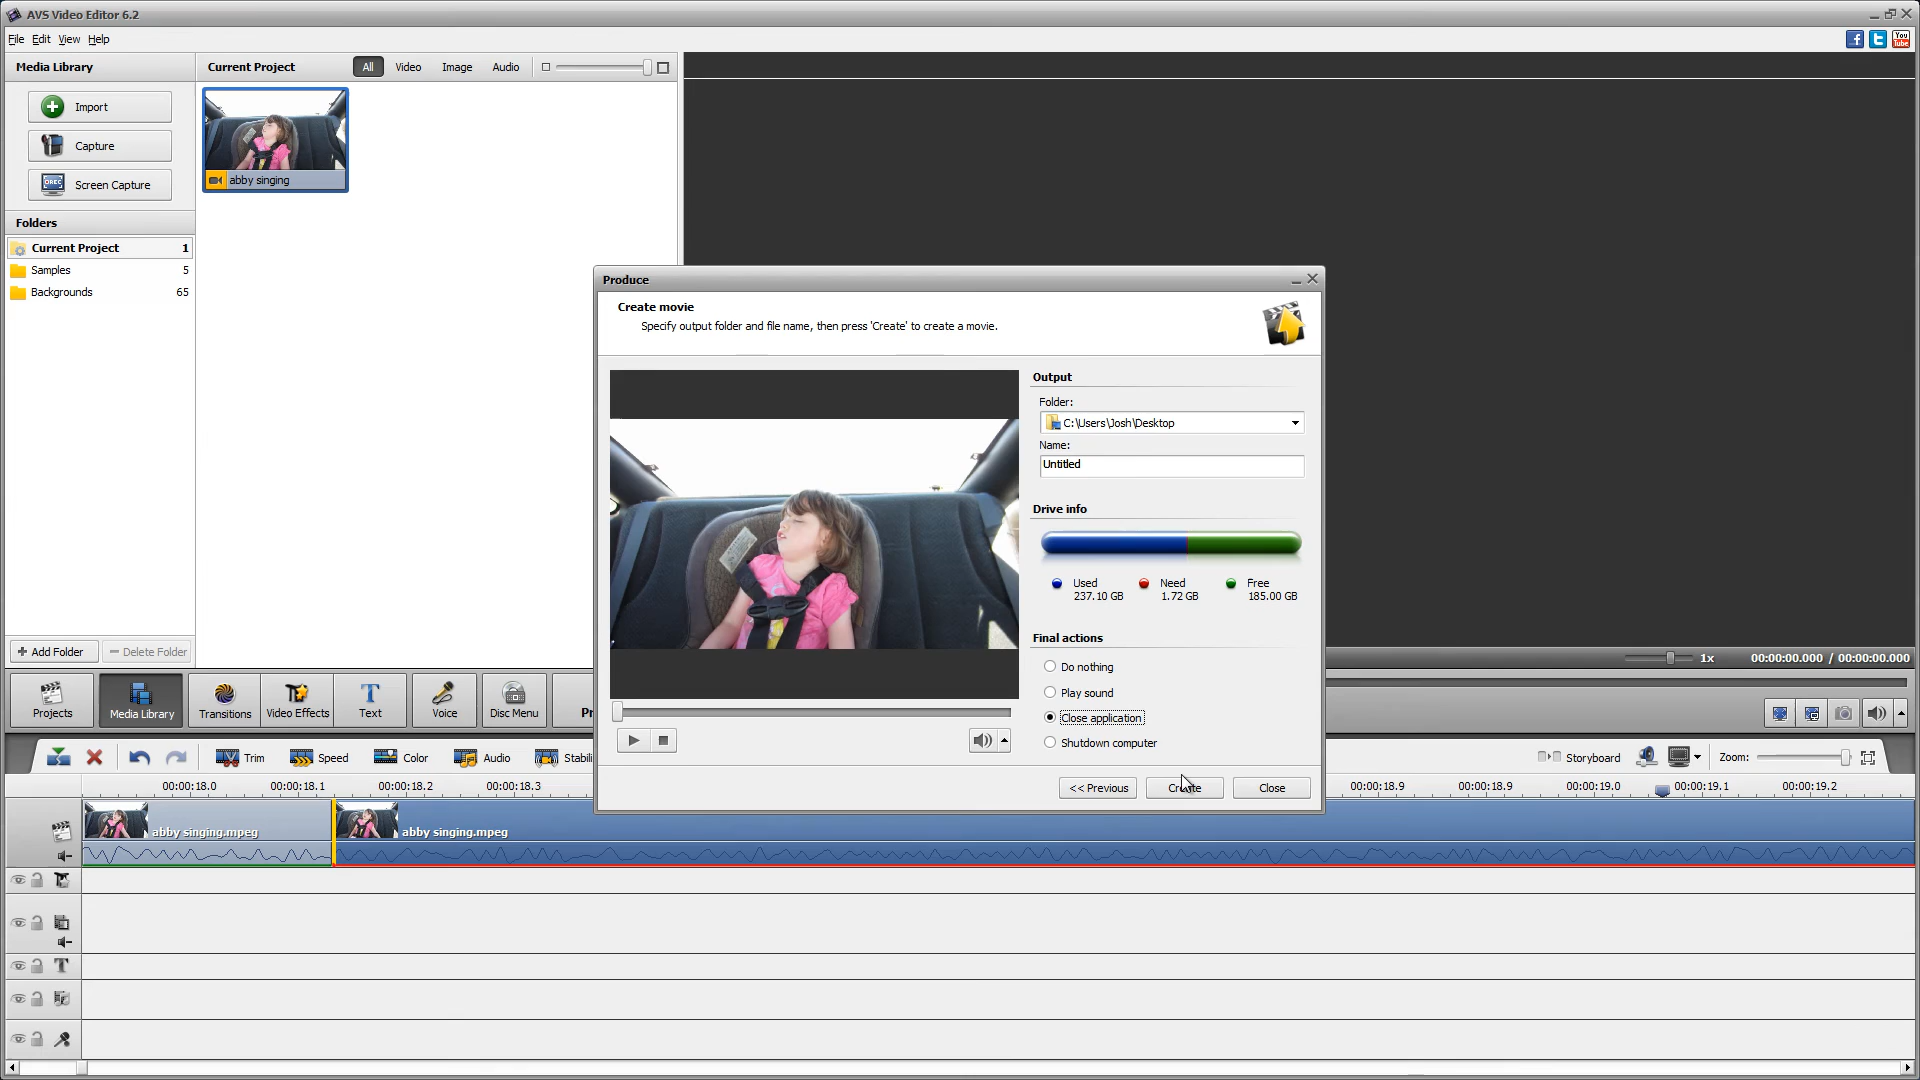 AVS Video Editor 6.2
File Edit View Help
Media Library
Current Project All Video Image Audio
Import
Capture
Screen Capture
abby singing
Folders
Current Project 1
Samples 5
Backgrounds 65
Add Folder Delete Folder
Produce
Create movie
Specify output folder and file name, then press 'Create' to create a movie.
Output
Folder:
C:\Users\Josh\Desktop
Name:
Untitled
Drive info
Used Need Free
237.10 GB 1.72 GB 185.00 GB
Final actions
Do nothing
Play sound
Close application
Shutdown computer
<< Previous Create Close
1x 00:00:00.000 / 00:00:00.000
Projects Media Library Transitions Video Effects Text Voice Disc Menu Pr
Trim Speed Color Audio Stabili Storyboard Zoom:
00:00:18.0 00:00:18.1 00:00:18.2 00:00:18.3 00:00:18.9 00:00:19.0 00:00:19.1 00:00:19.2
abby singing.mpeg abby singing.mpeg